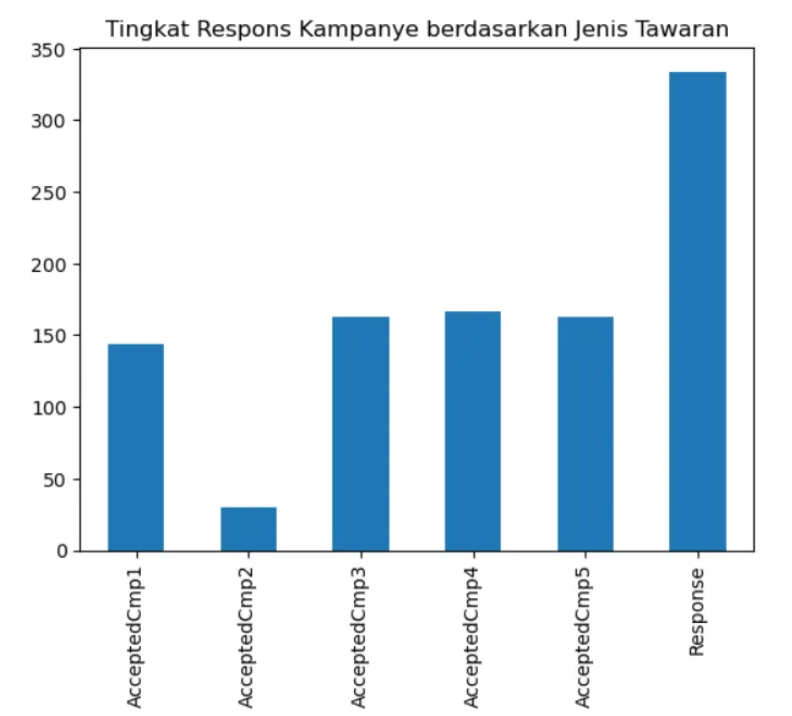 Tingkat Respons Kampanye berdasarkan Jenis Tawaran
350
300
250
200
150
100
50
0
AcceptedCmp1
AcceptedCmp2
AcceptedCmp3
AcceptedCmp4
AcceptedCmp5
Response